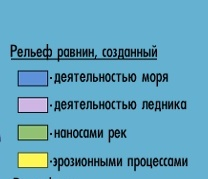 Рельеф равнин, созданный
·деятельностью моря
·деятельностью ледника
·наносами рек
·эрозионными процессами